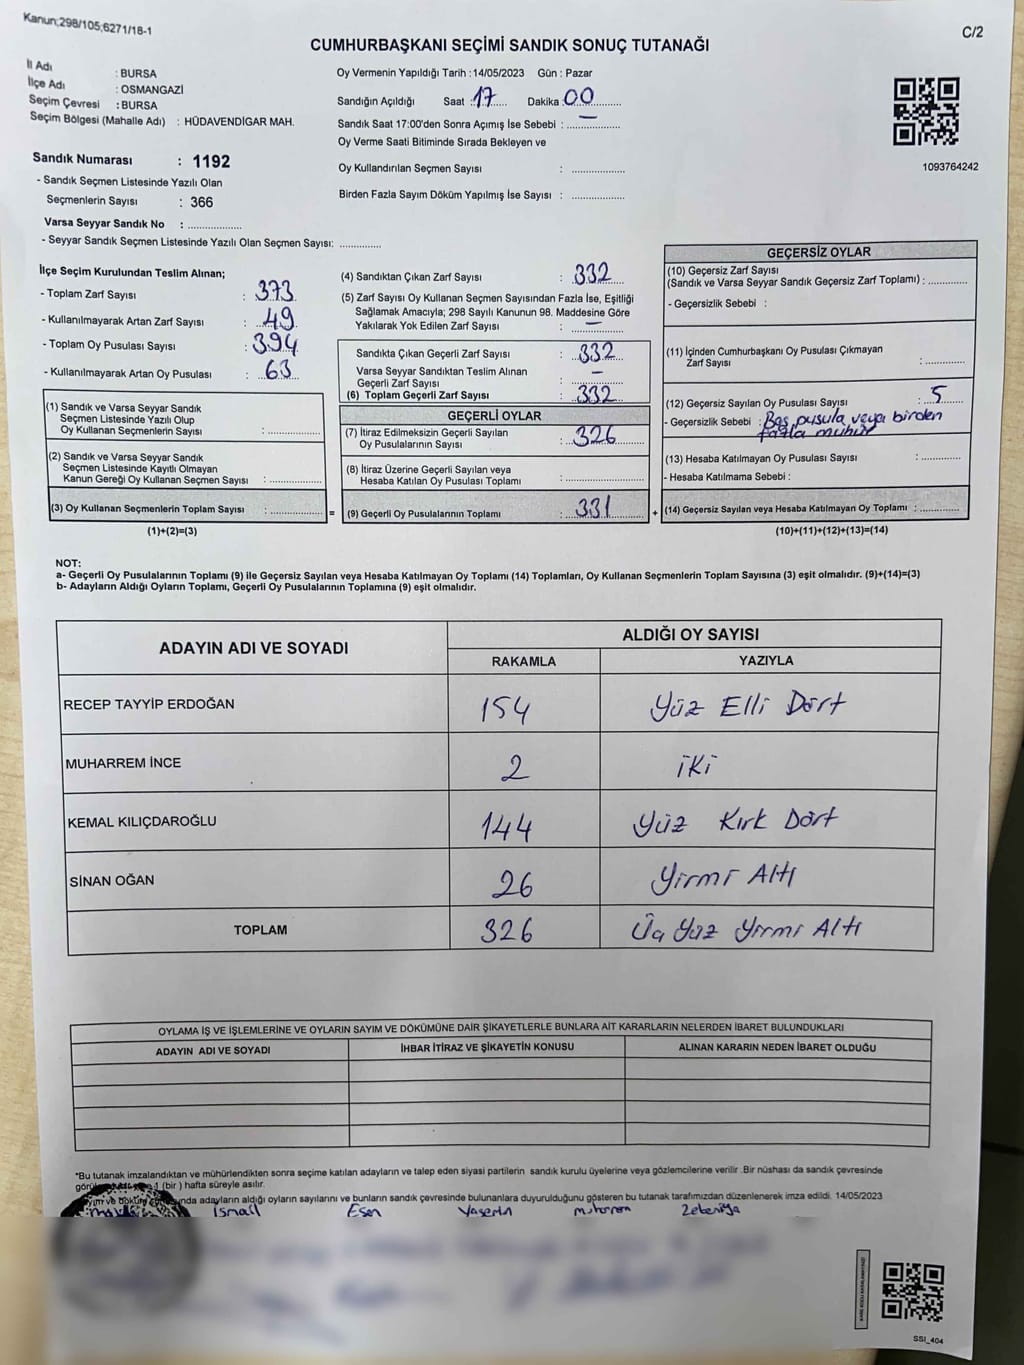 Kanun;298/105;6271/18-1
C/2
CUMHURBAŞKANI SEÇİMİ SANDIK SONUÇ TUTANAĞI
İl Adı : BURSA
İlçe Adı : OSMANGAZİ
Seçim Çevresi : BURSA
Seçim Bölgesi (Mahalle Adı) : HÜDAVENDİGAR MAH.
Sandık Numarası : 1192
- Sandık Seçmen Listesinde Yazılı Olan
Seçmenlerin Sayısı : 366
Varsa Seyyar Sandık No : ..................
- Seyyar Sandık Seçmen Listesinde Yazılı Olan Seçmen Sayısı: ..............
Oy Vermenin Yapıldığı Tarih : 14/05/2023 Gün : Pazar
Sandığın Açıldığı Saat : 17 Dakika : 00
Sandık Saat 17:00'den Sonra Açımış İse Sebebi : —
Oy Verme Saati Bitiminde Sırada Bekleyen ve
Oy Kullandırılan Seçmen Sayısı : ..................
Birden Fazla Sayım Döküm Yapılmış İse Sayısı : ..................
1093764242
İlçe Seçim Kurulundan Teslim Alınan;
- Toplam Zarf Sayısı : 373
- Kullanılmayarak Artan Zarf Sayısı : 49
- Toplam Oy Pusulası Sayısı : 394
- Kullanılmayarak Artan Oy Pusulası : 63
(1) Sandık ve Varsa Seyyar Sandık
Seçmen Listesinde Yazılı Olup
Oy Kullanan Seçmenlerin Sayısı : ..............
(2) Sandık ve Varsa Seyyar Sandık
Seçmen Listesinde Kayıtlı Olmayan
Kanun Gereği Oy Kullanan Seçmen Sayısı : ..............
(3) Oy Kullanan Seçmenlerin Toplam Sayısı : .............. =
(1)+(2)=(3)
(4) Sandıktan Çıkan Zarf Sayısı : 332
(5) Zarf Sayısı Oy Kullanan Seçmen Sayısından Fazla İse, Eşitliği
Sağlamak Amacıyla; 298 Sayılı Kanunun 98. Maddesine Göre
Yakılarak Yok Edilen Zarf Sayısı : —
Sandıkta Çıkan Geçerli Zarf Sayısı : 332
Varsa Seyyar Sandıktan Teslim Alınan
Geçerli Zarf Sayısı : —
(6) Toplam Geçerli Zarf Sayısı : 332
GEÇERLİ OYLAR
(7) İtiraz Edilmeksizin Geçerli Sayılan
Oy Pusulalarının Sayısı : 326
(8) İtiraz Üzerine Geçerli Sayılan veya
Hesaba Katılan Oy Pusulası Toplamı : ..................
(9) Geçerli Oy Pusulalarının Toplamı : 331 +
GEÇERSİZ OYLAR
(10) Geçersiz Zarf Sayısı
(Sandık ve Varsa Seyyar Sandık Geçersiz Zarf Toplamı) : .............
- Geçersizlik Sebebi :
(11) İçinden Cumhurbaşkanı Oy Pusulası Çıkmayan
Zarf Sayısı : .............
(12) Geçersiz Sayılan Oy Pusulası Sayısı : 5
- Geçersizlik Sebebi : Boş pusula veya birden
fazla mühür
(13) Hesaba Katılmayan Oy Pusulası Sayısı : .............
- Hesaba Katılmama Sebebi :
(14) Geçersiz Sayılan veya Hesaba Katılmayan Oy Toplamı : .............
(10)+(11)+(12)+(13)=(14)
NOT:
a- Geçerli Oy Pusulalarının Toplamı (9) ile Geçersiz Sayılan veya Hesaba Katılmayan Oy Toplamı (14) Toplamları, Oy Kullanan Seçmenlerin Toplam Sayısına (3) eşit olmalıdır. (9)+(14)=(3)
b- Adayların Aldığı Oyların Toplamı, Geçerli Oy Pusulalarının Toplamına (9) eşit olmalıdır.
ADAYIN ADI VE SOYADI
ALDIĞI OY SAYISI
RAKAMLA YAZIYLA
RECEP TAYYİP ERDOĞAN 154 Yüz Elli Dört
MUHARREM İNCE 2 iki
KEMAL KILIÇDAROĞLU 144 Yüz Kırk Dört
SİNAN OĞAN 26 Yirmi Altı
TOPLAM 326 Üç Yüz Yirmi Altı
OYLAMA İŞ VE İŞLEMLERİNE VE OYLARIN SAYIM VE DÖKÜMÜNE DAİR ŞİKAYETLERLE BUNLARA AİT KARARLARIN NELERDEN İBARET BULUNDUKLARI
ADAYIN ADI VE SOYADI İHBAR İTİRAZ VE ŞİKAYETİN KONUSU ALINAN KARARIN NEDEN İBARET OLDUĞU
*Bu tutanak imzalandıktan ve mühürlendikten sonra seçime katılan adayların ve talep eden siyasi partilerin sandık kurulu üyelerine veya gözlemcilerine verilir .Bir nüshası da sandık çevresinde
1 (bir ) hafta süreyle asılır.
adayların aldığı oyların sayılarını ve bunların sandık çevresinde bulunanlara duyurulduğunu gösteren bu tutanak tarafımızdan düzenlenerek imza edildi. 14/05/2023
İsmail Esen Yasemin
SSI_404